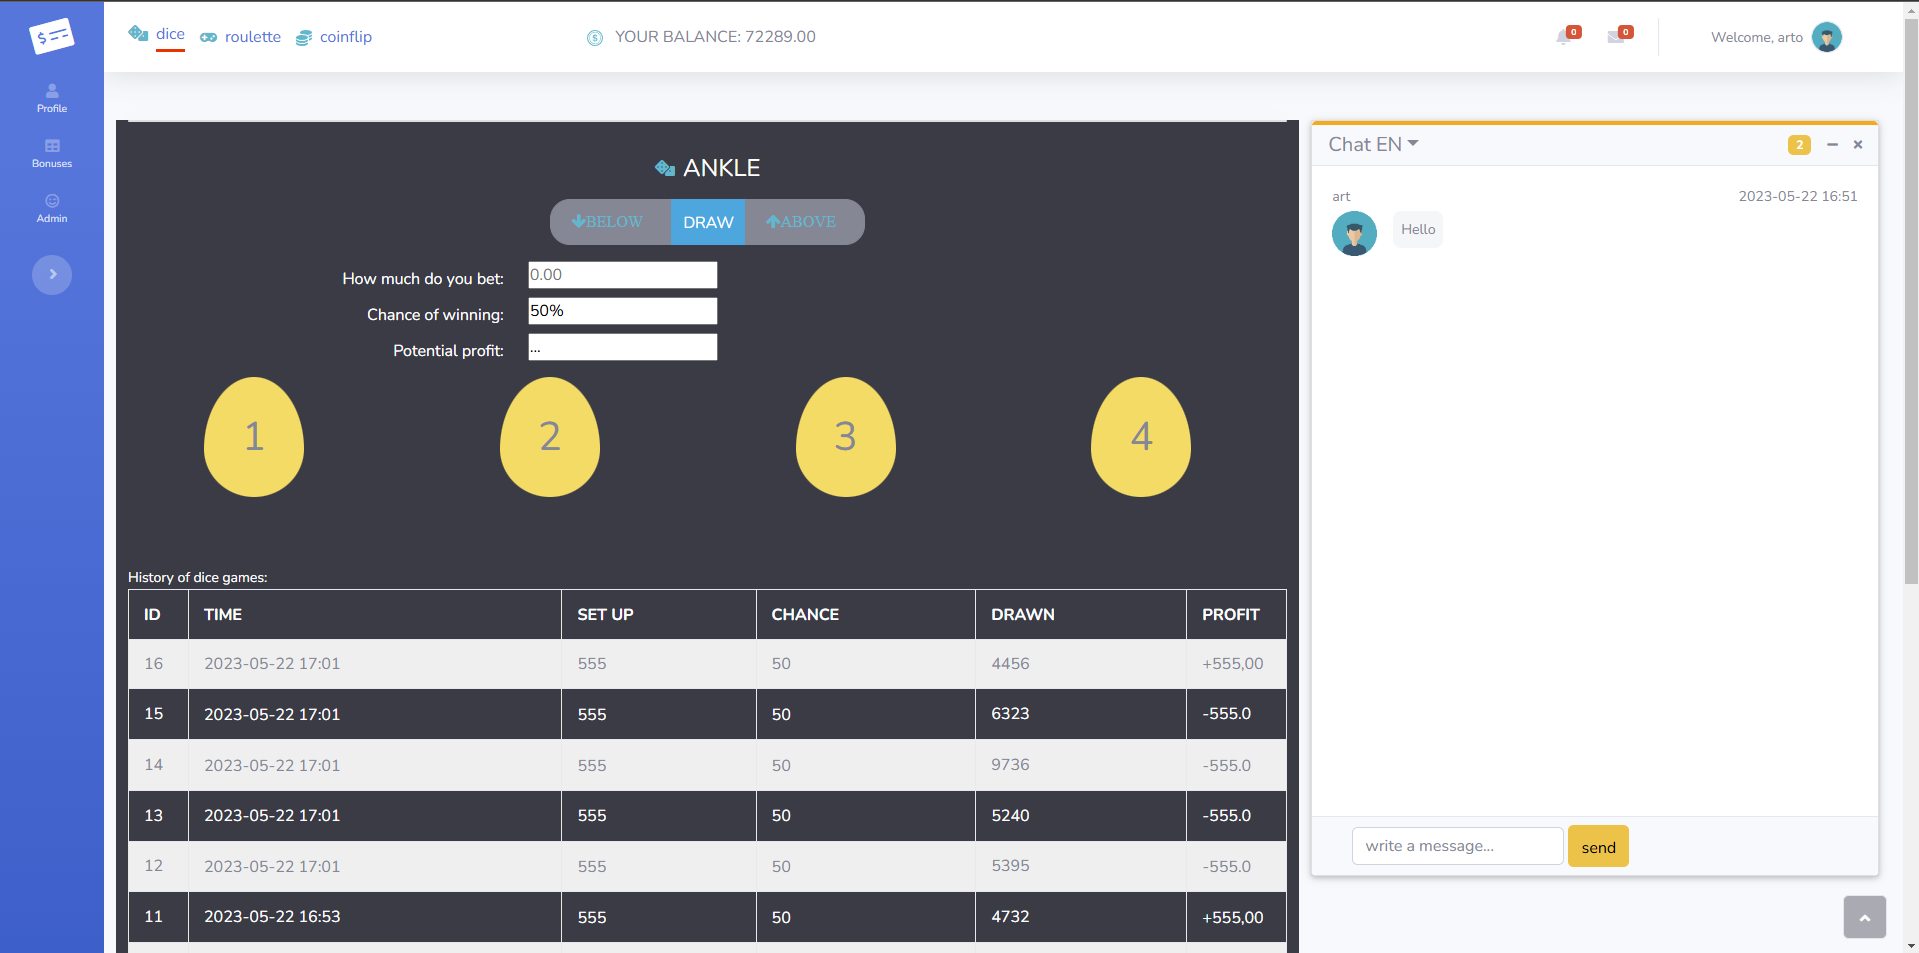 dice
roulette
coinflip
YOUR BALANCE: 72289.00
0
0
Welcome, arto
Profile
Bonuses
Admin
ANKLE
BELOW
DRAW
ABOVE
How much do you bet:
0.00
Chance of winning:
50%
Potential profit:
...
1
2
3
4
History of dice games:
ID TIME SET UP CHANCE DRAWN PROFIT
16 2023-05-22 17:01 555 50 4456 +555,00
15 2023-05-22 17:01 555 50 6323 -555.0
14 2023-05-22 17:01 555 50 9736 -555.0
13 2023-05-22 17:01 555 50 5240 -555.0
12 2023-05-22 17:01 555 50 5395 -555.0
11 2023-05-22 16:53 555 50 4732 +555,00
Chat EN
2
art
2023-05-22 16:51
Hello
write a message...
send